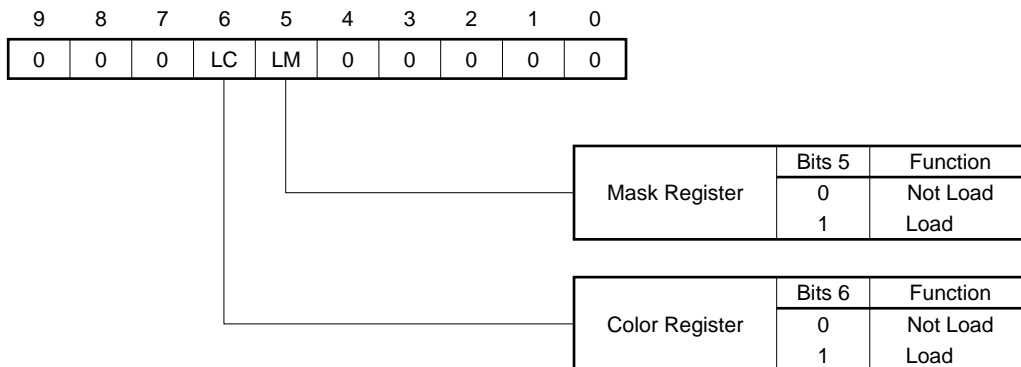 9 8 7 6 5 4 3 2 1 0
0 0 0 LC LM 0 0 0 0 0
Bits 5 Function
Mask Register 0 Not Load
1 Load
Bits 6 Function
Color Register 0 Not Load
1 Load